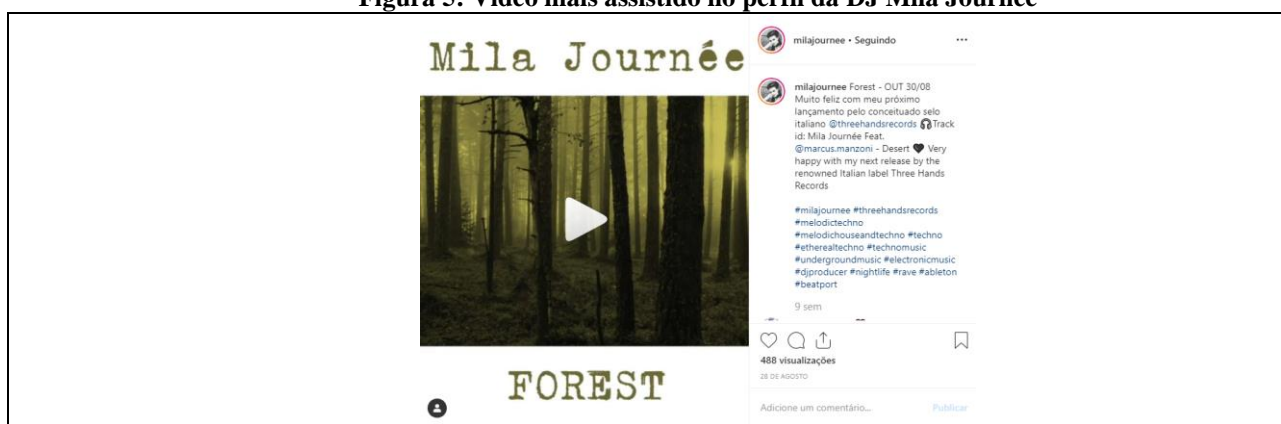 Figura 5: Vídeo mais assistido no perfil da DJ Mila Journée
Mila Journée
FOREST
milajournee • Seguindo
milajournee Forest - OUT 30/08
Muito feliz com meu próximo
lançamento pelo conceituado selo
italiano @threehandsrecords 🎧Track
id: Mila Journée Feat.
@marcus.manzoni - Desert 🖤 Very
happy with my next release by the
renowned Italian label Three Hands
Records
#milajournee #threehandsrecords
#melodictechno
#melodichouseandtechno #techno
#etherealtechno #technomusic
#undergroundmusic #electronicmusic
#djproducer #nightlife #rave #ableton
#beatport
9 sem
488 visualizações
28 DE AGOSTO
Adicione um comentário... Publicar